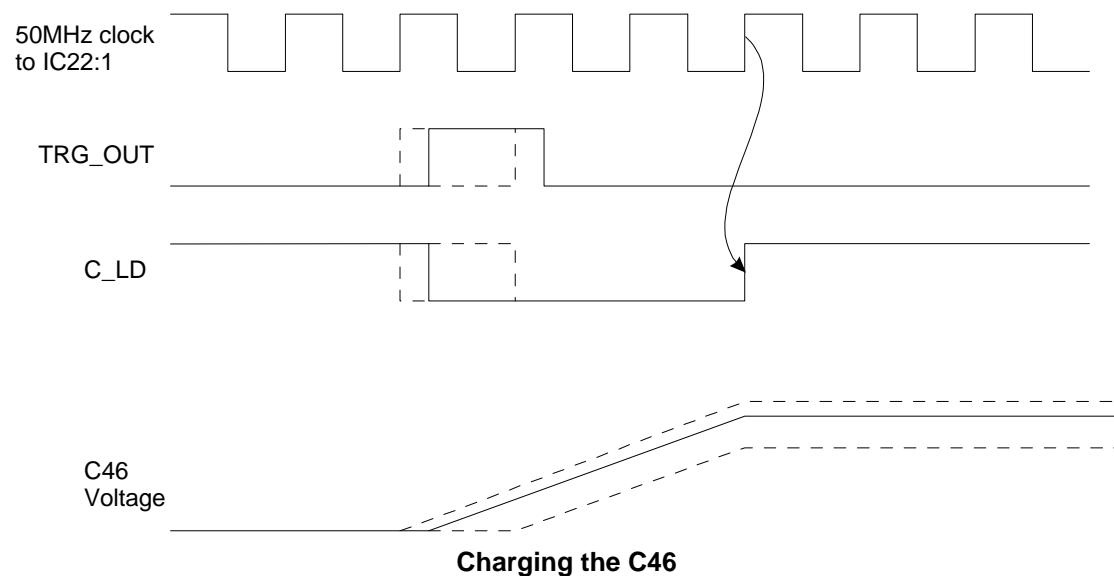 50MHz clock
to IC22:1
TRG_OUT
C_LD
C46
Voltage
Charging the C46